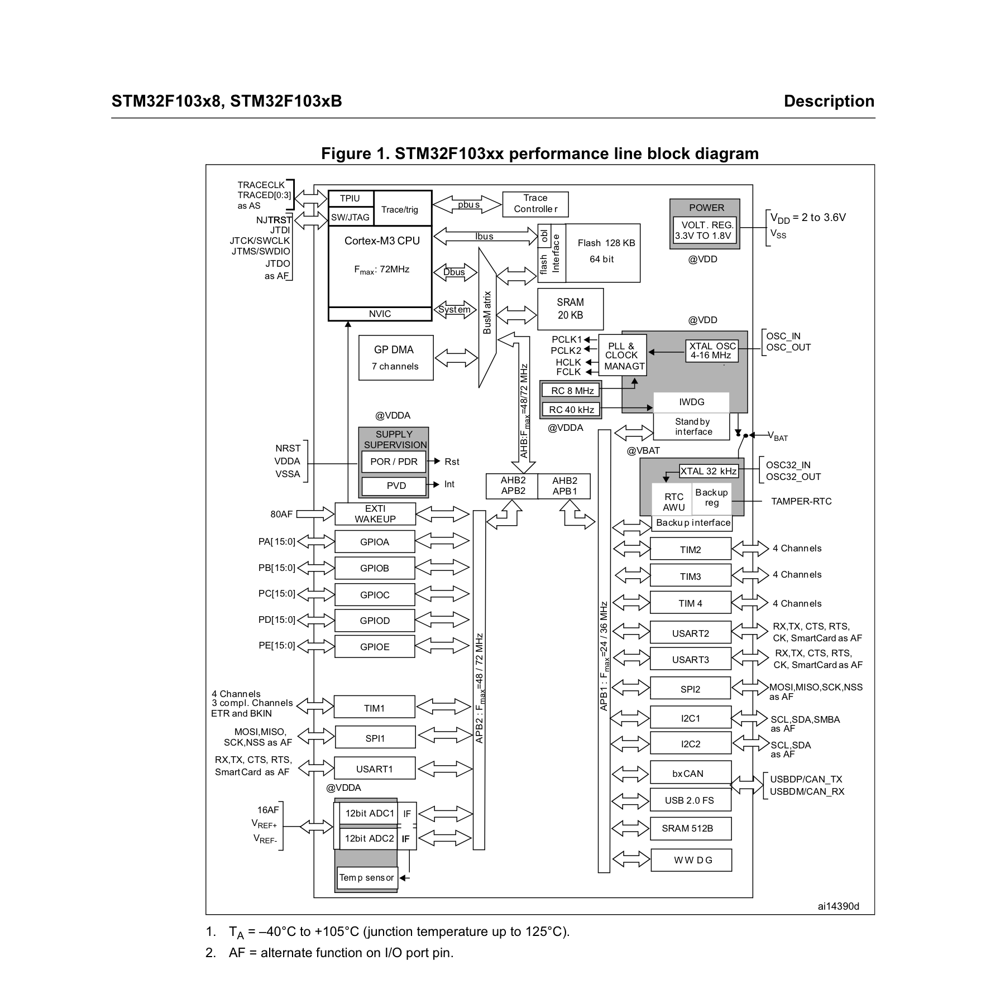 STM32F103x8, STM32F103xB Description
Figure 1. STM32F103xx performance line block diagram
TRACECLK
TRACED[0:3]
as AS
NJTRST
JTDI
JTCK/SWCLK
JTMS/SWDIO
JTDO
as AF
TPIU
SW/JTAG
Trace/trig
Cortex-M3 CPU
Fmax: 72MHz
NVIC
pbus
Trace
Controller
Ibus
Dbus
System
BusMatrix
obl
flash
Interface
Flash 128 KB
64 bit
SRAM
20 KB
GP DMA
7 channels
POWER
VOLT. REG.
3.3V TO 1.8V
@VDD
VDD = 2 to 3.6V
VSS
@VDD
PCLK1
PCLK2
HCLK
FCLK
PLL &
CLOCK
MANAGT
XTAL OSC
4-16 MHz
OSC_IN
OSC_OUT
RC 8 MHz
RC 40 kHz
@VDDA
IWDG
Standby
interface
VBAT
@VBAT
XTAL 32 kHz
OSC32_IN
OSC32_OUT
RTC
AWU
Backup
reg
TAMPER-RTC
Backup interface
AHB:Fmax=48/72 MHz
@VDDA
SUPPLY
SUPERVISION
POR / PDR
PVD
Rst
Int
NRST
VDDA
VSSA
AHB2
APB2
AHB2
APB1
80AF
EXTI
WAKEUP
PA[15:0]
GPIOA
PB[15:0]
GPIOB
PC[15:0]
GPIOC
PD[15:0]
GPIOD
PE[15:0]
GPIOE
4 Channels
3 compl. Channels
ETR and BKIN
TIM1
MOSI,MISO,
SCK,NSS as AF
SPI1
RX,TX, CTS, RTS,
SmartCard as AF
USART1
@VDDA
16AF
VREF+
VREF-
12bit ADC1 IF
12bit ADC2 IF
Temp sensor
APB2 : Fmax=48 / 72 MHz
APB1 : Fmax=24 / 36 MHz
TIM2
4 Channels
TIM3
4 Channels
TIM 4
4 Channels
USART2
RX,TX, CTS, RTS,
CK, SmartCard as AF
USART3
RX,TX, CTS, RTS,
CK, SmartCard as AF
SPI2
MOSI,MISO,SCK,NSS
as AF
I2C1
SCL,SDA,SMBA
as AF
I2C2
SCL,SDA
as AF
bxCAN
USB 2.0 FS
USBDP/CAN_TX
USBDM/CAN_RX
SRAM 512B
WWDG
ai14390d
1. TA = –40°C to +105°C (junction temperature up to 125°C).
2. AF = alternate function on I/O port pin.